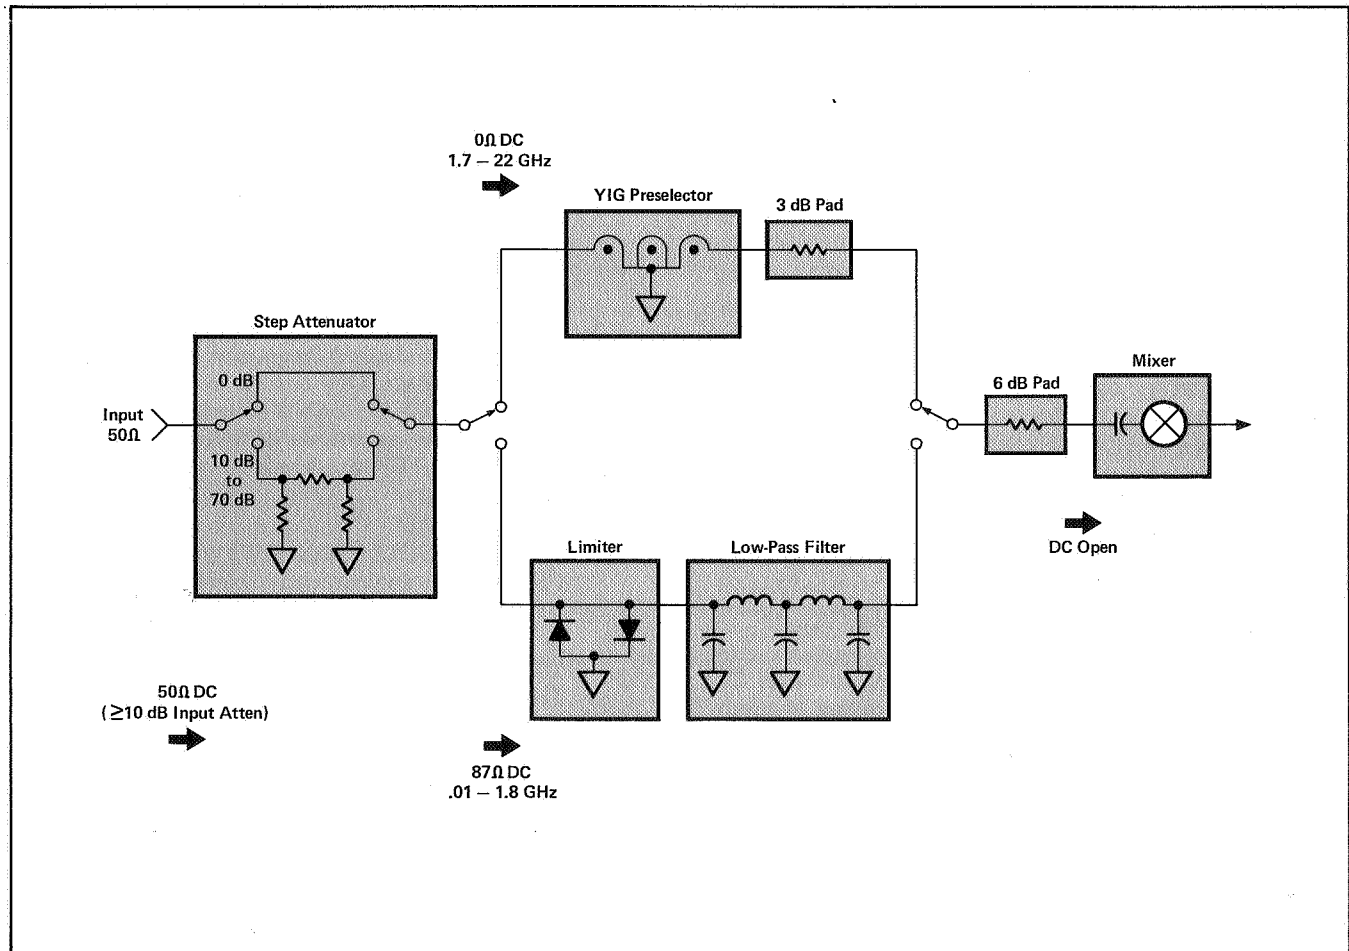 0Ω DC
1.7 – 22 GHz
YIG Preselector
3 dB Pad
Step Attenuator
0 dB
Input
50Ω
10 dB
to
70 dB
6 dB Pad
Mixer
DC Open
Limiter
Low-Pass Filter
50Ω DC
(≥10 dB Input Atten)
87Ω DC
.01 – 1.8 GHz